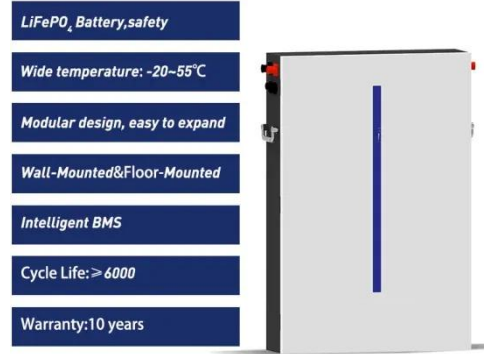 LiFePO₄ Battery,safety
Wide temperature: -20~55℃
Modular design, easy to expand
Wall-Mounted&Floor-Mounted
Intelligent BMS
Cycle Life:≥6000
Warranty:10 years